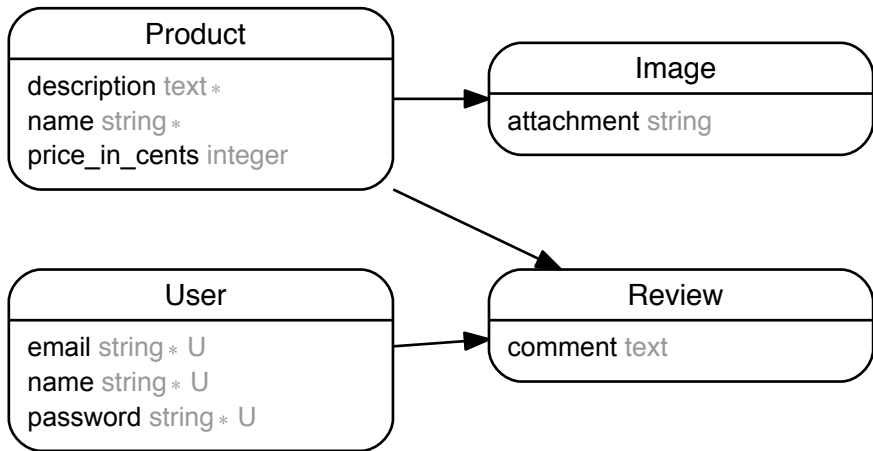 Product
description text *
name string *
price_in_cents integer
Image
attachment string
User
email string * U
name string * U
password string * U
Review
comment text